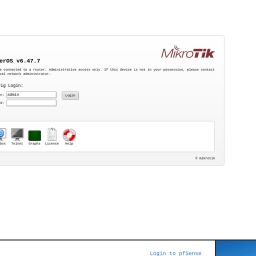 MikroTik
erOS v6.47.7
connected to a router. Administrative access only. If this device is not in your possession, please contact
network administrator.
ig Login:
admin
Login
Telnet Graphs License Help
© mikrotik
Login to pfSense